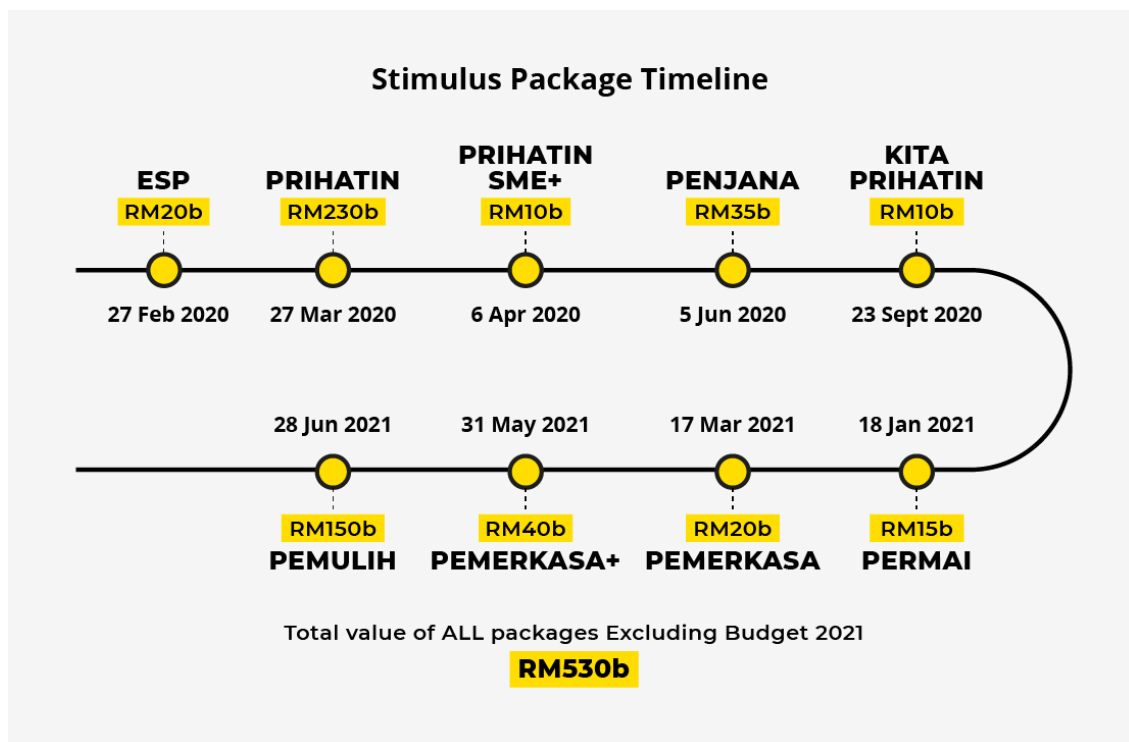 Stimulus Package Timeline
ESP
RM20b
27 Feb 2020
PRIHATIN
RM230b
27 Mar 2020
PRIHATIN
SME+
RM10b
6 Apr 2020
PENJANA
RM35b
5 Jun 2020
KITA
PRIHATIN
RM10b
23 Sept 2020
18 Jan 2021
RM15b
PERMAI
17 Mar 2021
RM20b
PEMERKASA
31 May 2021
RM40b
PEMERKASA+
28 Jun 2021
RM150b
PEMULIH
Total value of ALL packages Excluding Budget 2021
RM530b